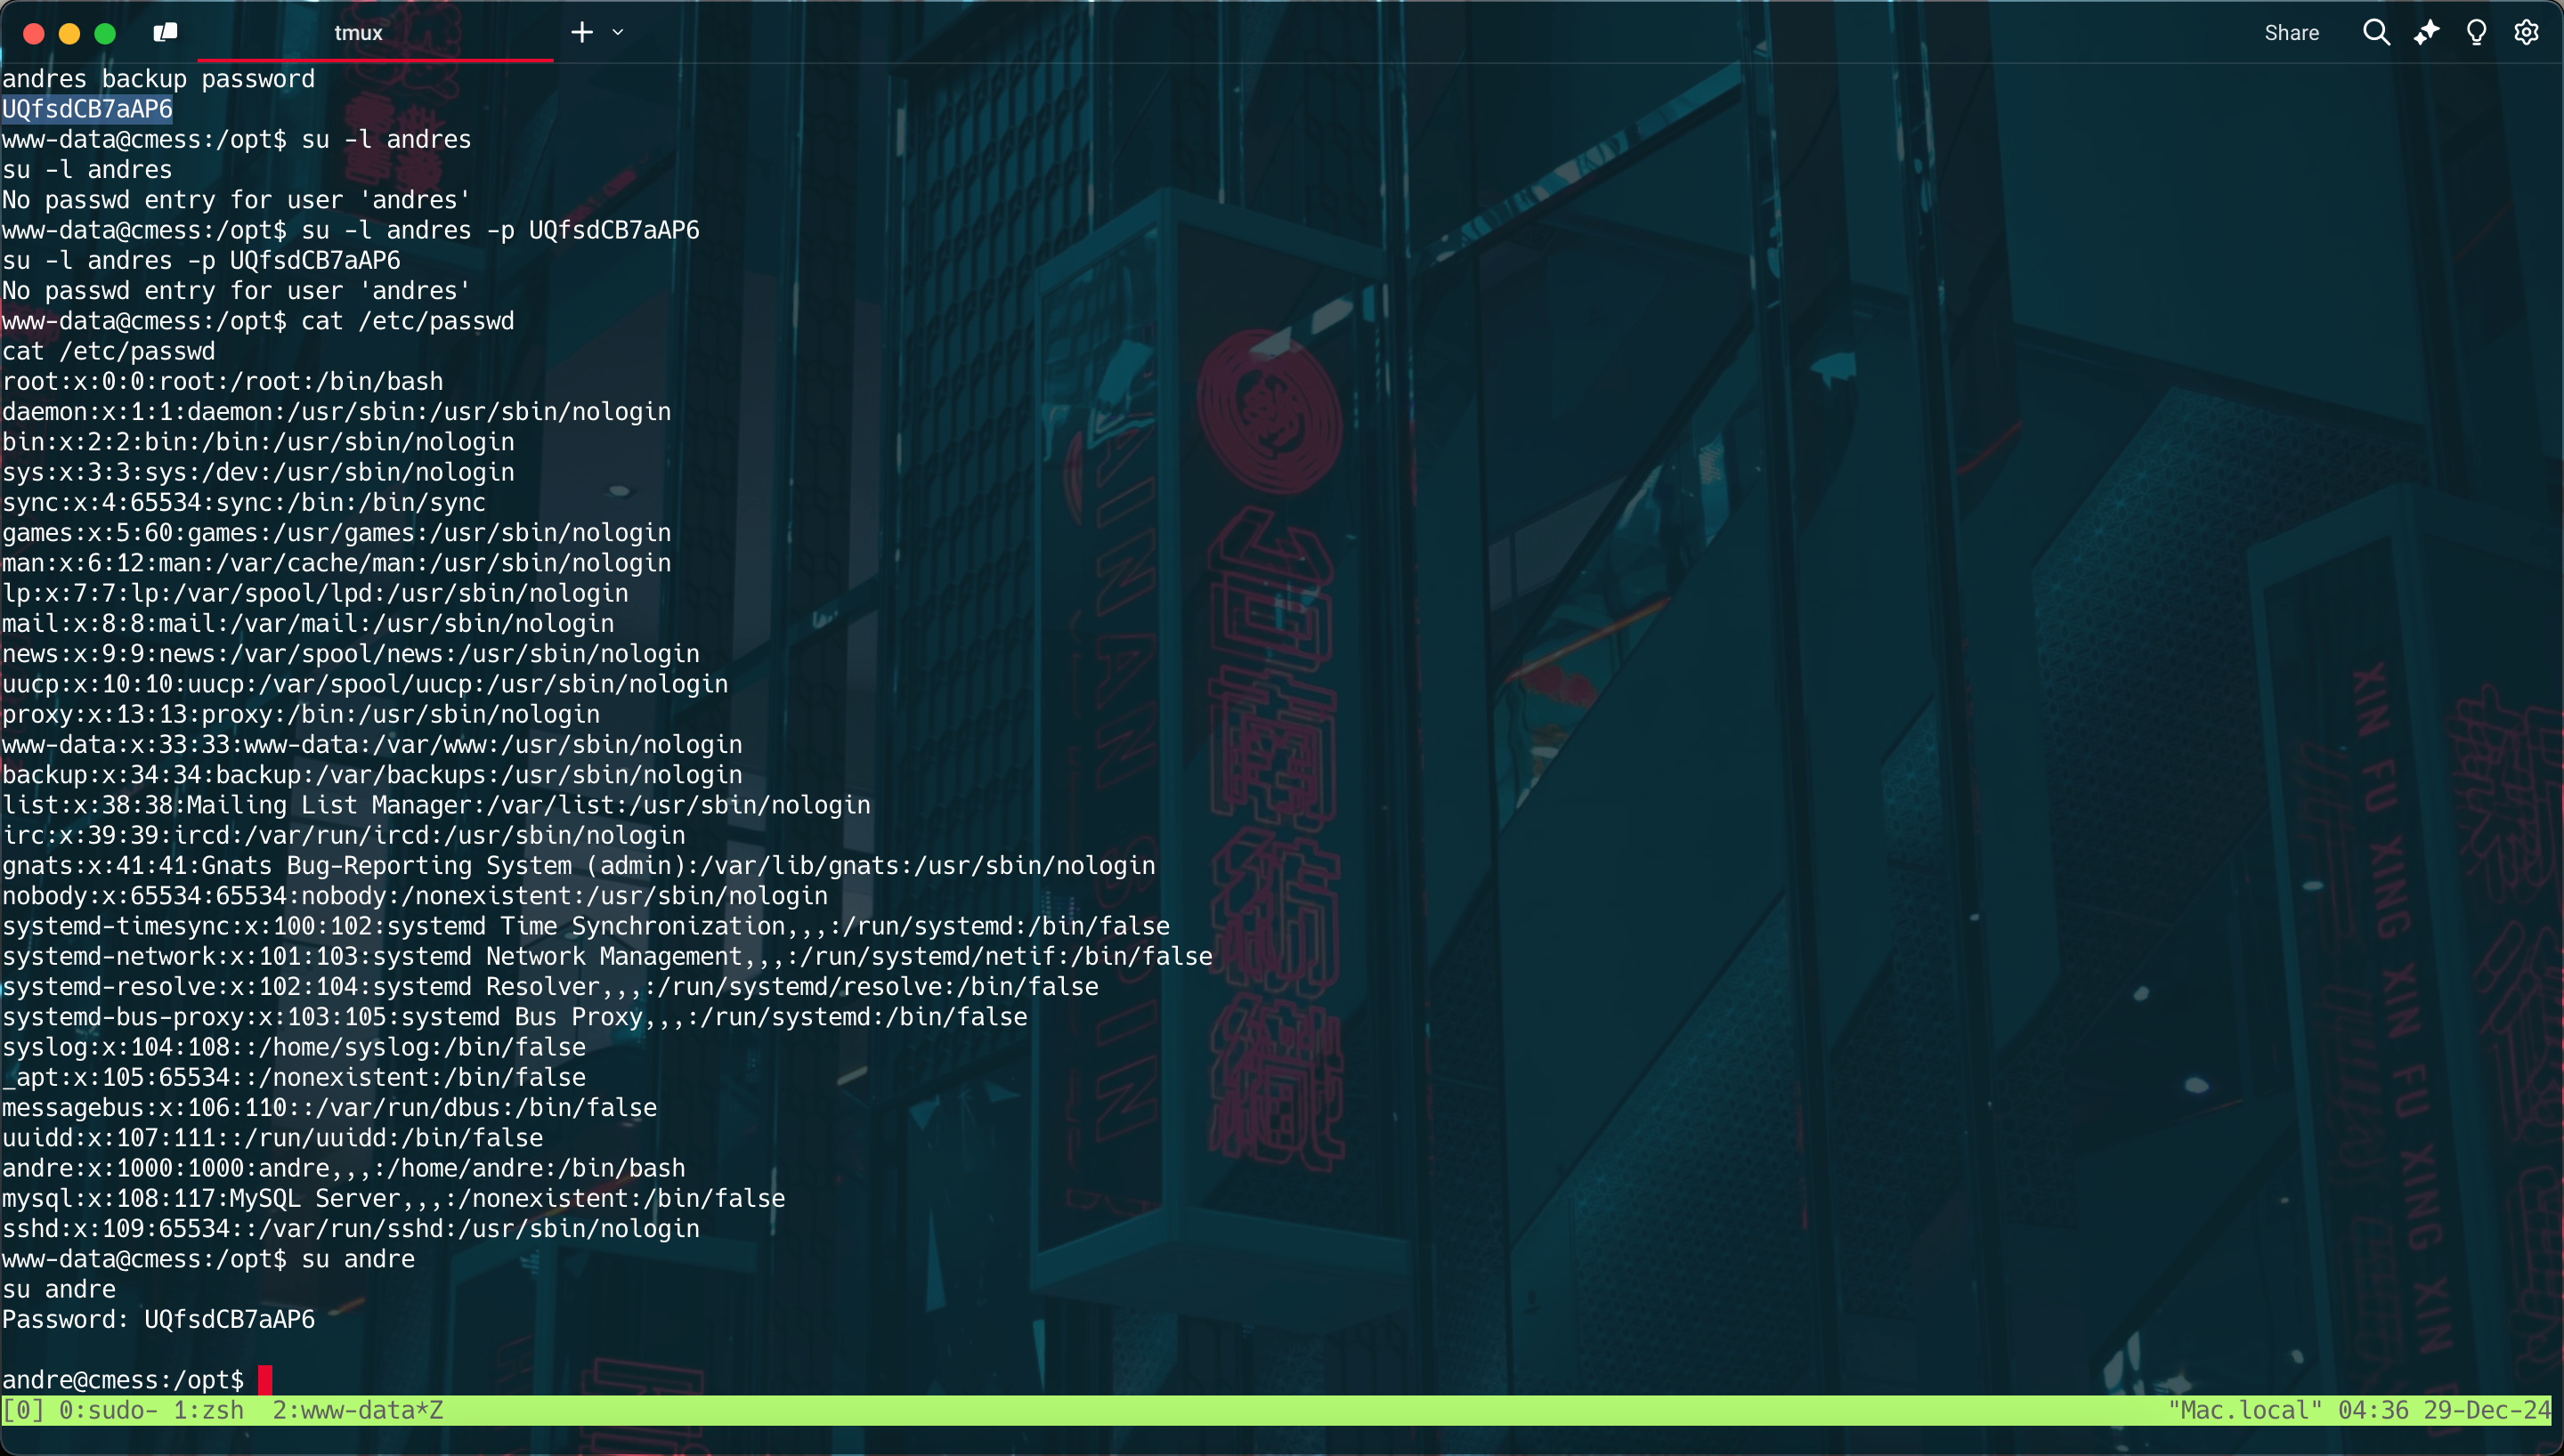 tmux
Share
andres backup password
UQfsdCB7aAP6
www-data@cmess:/opt$ su -l andres
su -l andres
No passwd entry for user 'andres'
www-data@cmess:/opt$ su -l andres -p UQfsdCB7aAP6
su -l andres -p UQfsdCB7aAP6
No passwd entry for user 'andres'
www-data@cmess:/opt$ cat /etc/passwd
cat /etc/passwd
root:x:0:0:root:/root:/bin/bash
daemon:x:1:1:daemon:/usr/sbin:/usr/sbin/nologin
bin:x:2:2:bin:/bin:/usr/sbin/nologin
sys:x:3:3:sys:/dev:/usr/sbin/nologin
sync:x:4:65534:sync:/bin:/bin/sync
games:x:5:60:games:/usr/games:/usr/sbin/nologin
man:x:6:12:man:/var/cache/man:/usr/sbin/nologin
lp:x:7:7:lp:/var/spool/lpd:/usr/sbin/nologin
mail:x:8:8:mail:/var/mail:/usr/sbin/nologin
news:x:9:9:news:/var/spool/news:/usr/sbin/nologin
uucp:x:10:10:uucp:/var/spool/uucp:/usr/sbin/nologin
proxy:x:13:13:proxy:/bin:/usr/sbin/nologin
www-data:x:33:33:www-data:/var/www:/usr/sbin/nologin
backup:x:34:34:backup:/var/backups:/usr/sbin/nologin
list:x:38:38:Mailing List Manager:/var/list:/usr/sbin/nologin
irc:x:39:39:ircd:/var/run/ircd:/usr/sbin/nologin
gnats:x:41:41:Gnats Bug-Reporting System (admin):/var/lib/gnats:/usr/sbin/nologin
nobody:x:65534:65534:nobody:/nonexistent:/usr/sbin/nologin
systemd-timesync:x:100:102:systemd Time Synchronization,,,:/run/systemd:/bin/false
systemd-network:x:101:103:systemd Network Management,,,:/run/systemd/netif:/bin/false
systemd-resolve:x:102:104:systemd Resolver,,,:/run/systemd/resolve:/bin/false
systemd-bus-proxy:x:103:105:systemd Bus Proxy,,,:/run/systemd:/bin/false
syslog:x:104:108::/home/syslog:/bin/false
_apt:x:105:65534::/nonexistent:/bin/false
messagebus:x:106:110::/var/run/dbus:/bin/false
uuidd:x:107:111::/run/uuidd:/bin/false
andre:x:1000:1000:andre,,,:/home/andre:/bin/bash
mysql:x:108:117:MySQL Server,,,:/nonexistent:/bin/false
sshd:x:109:65534::/var/run/sshd:/usr/sbin/nologin
www-data@cmess:/opt$ su andre
su andre
Password: UQfsdCB7aAP6
andre@cmess:/opt$
[0] 0:sudo- 1:zsh  2:www-data*Z
"Mac.local" 04:36 29-Dec-24
XIN FU XING XIN FU XING XIN FU